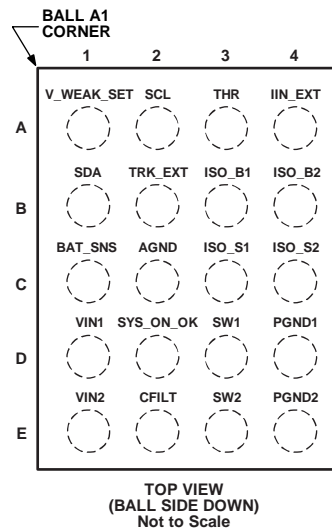 BALL A1
CORNER
1 2 3 4
V_WEAK_SET SCL THR IIN_EXT
A
SDA TRK_EXT ISO_B1 ISO_B2
B
BAT_SNS AGND ISO_S1 ISO_S2
C
VIN1 SYS_ON_OK SW1 PGND1
D
VIN2 CFILT SW2 PGND2
E
TOP VIEW
(BALL SIDE DOWN)
Not to Scale